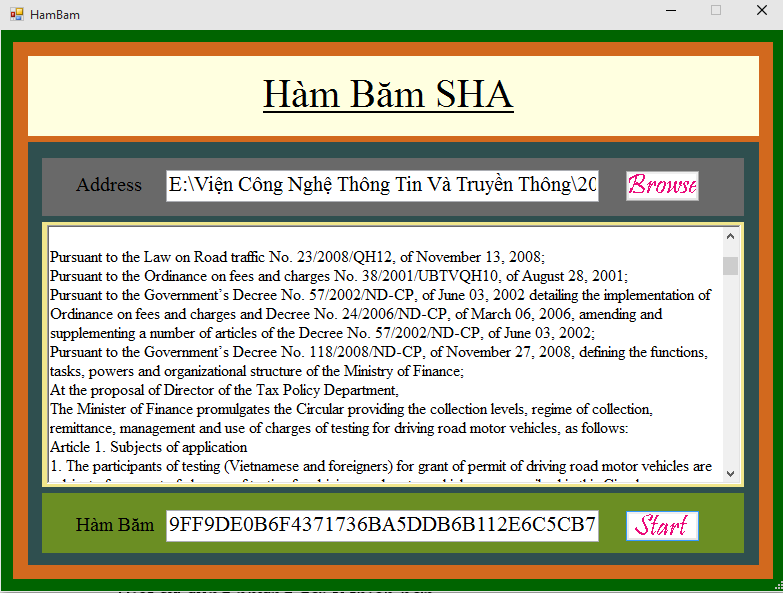 HamBam
Hàm Băm SHA
Address E:\Viện Công Nghệ Thông Tin Và Truyền Thông\20 Browse
Pursuant to the Law on Road traffic No. 23/2008/QH12, of November 13, 2008;
Pursuant to the Ordinance on fees and charges No. 38/2001/UBTVQH10, of August 28, 2001;
Pursuant to the Government’s Decree No. 57/2002/ND-CP, of June 03, 2002 detailing the implementation of
Ordinance on fees and charges and Decree No. 24/2006/ND-CP, of March 06, 2006, amending and
supplementing a number of articles of the Decree No. 57/2002/ND-CP, of June 03, 2002;
Pursuant to the Government’s Decree No. 118/2008/ND-CP, of November 27, 2008, defining the functions,
tasks, powers and organizational structure of the Ministry of Finance;
At the proposal of Director of the Tax Policy Department,
The Minister of Finance promulgates the Circular providing the collection levels, regime of collection,
remittance, management and use of charges of testing for driving road motor vehicles, as follows:
Article 1. Subjects of application
1. The participants of testing (Vietnamese and foreigners) for grant of permit of driving road motor vehicles are
Hàm Băm 9FF9DE0B6F4371736BA5DDB6B112E6C5CB7 Start